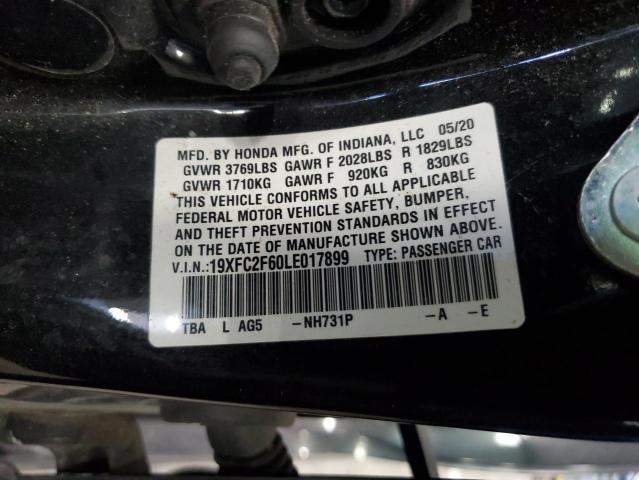 MFD. BY HONDA MFG. OF INDIANA, LLC 05/20
GVWR 3769LBS GAWR F 2028LBS R 1829LBS
GVWR 1710KG GAWR F 920KG R 830KG
THIS VEHICLE CONFORMS TO ALL APPLICABLE
FEDERAL MOTOR VEHICLE SAFETY, BUMPER,
AND THEFT PREVENTION STANDARDS IN EFFECT
ON THE DATE OF MANUFACTURE SHOWN ABOVE.
V.I.N.:19XFC2F60LE017899 TYPE: PASSENGER CAR
TBA L AG5 -NH731P -A -E